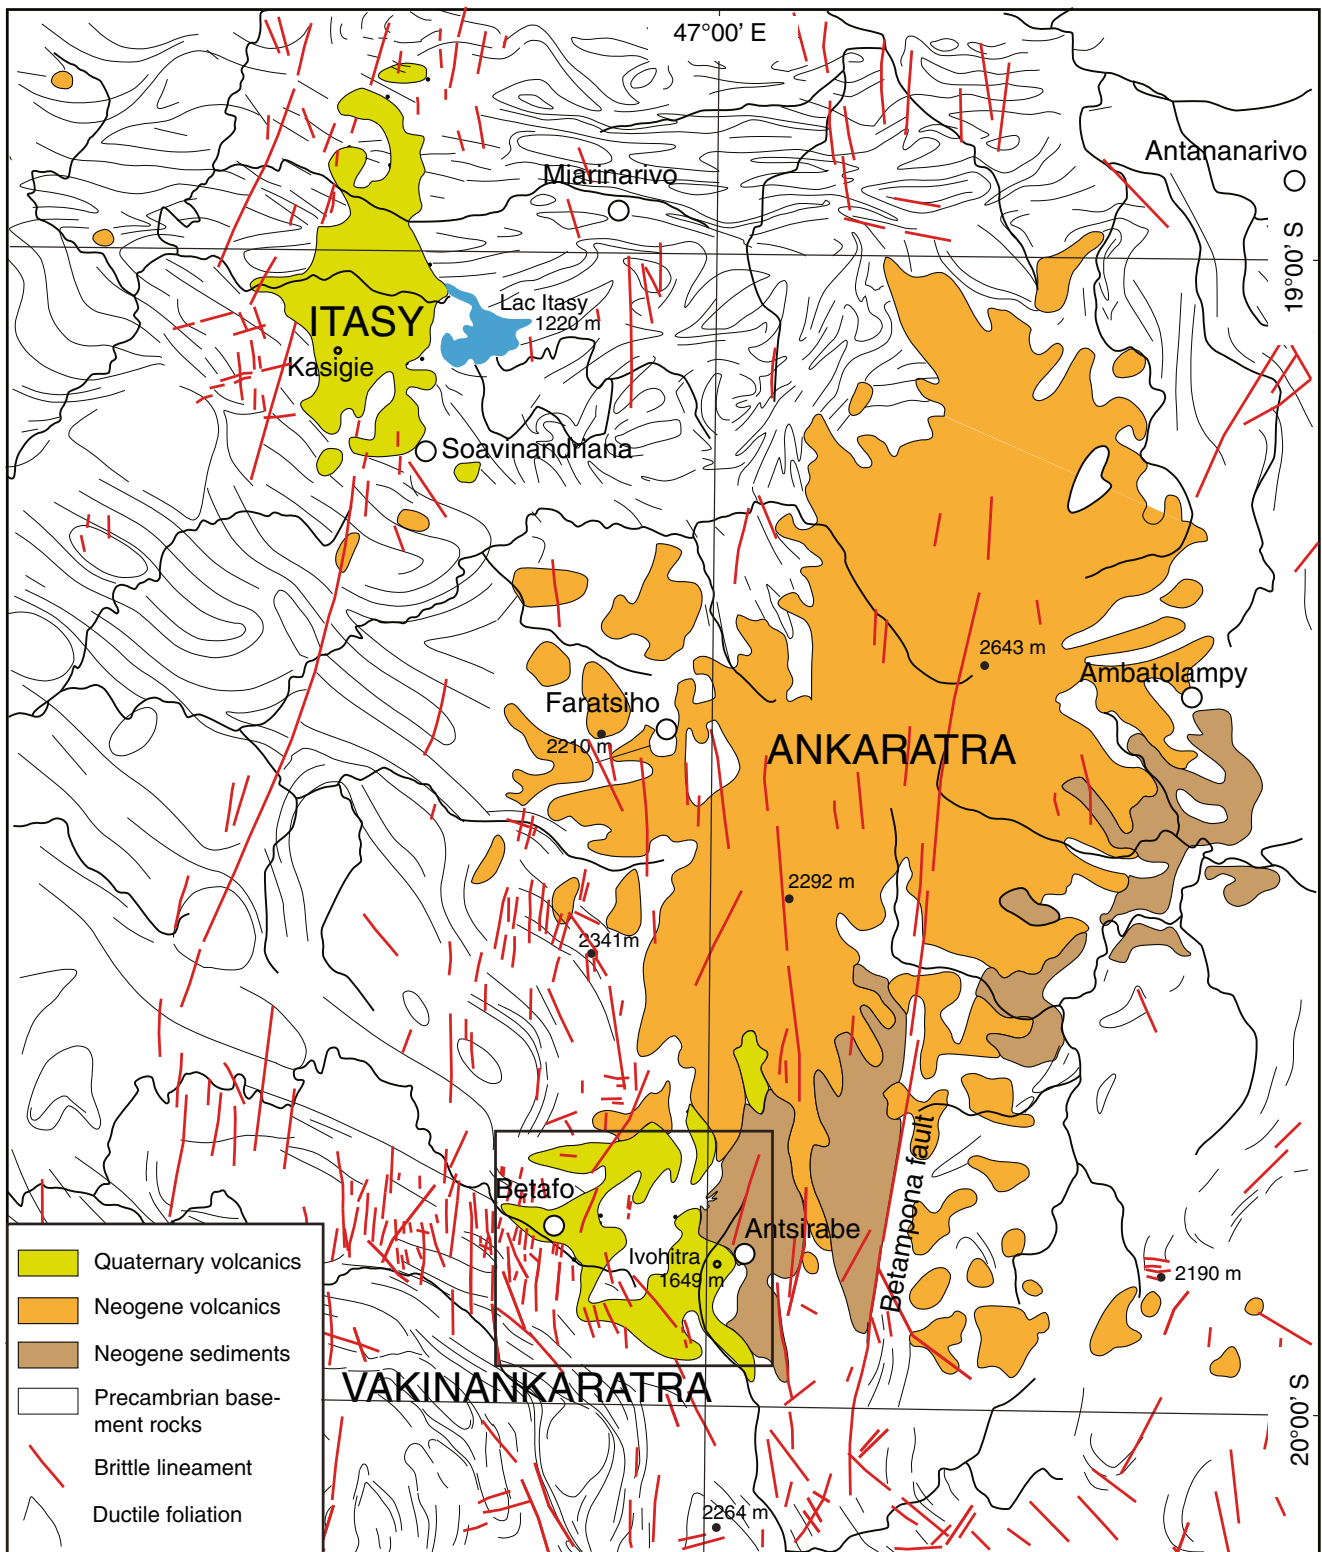 47°00’ E
Antananarivo
Miarinarivo
19°00’ S
Lac Itasy
1220 m
ITASY
Kasigie
Soavinandriana
2643 m
Ambatolampy
Faratsiho
2210 m
ANKARATRA
2292 m
2341m
Betampona fault
Betafo
Antsirabe
Ivohitra
1649 m
2190 m
Quaternary volcanics
Neogene volcanics
Neogene sediments
Precambrian base-
ment rocks
Brittle lineament
Ductile foliation
VAKINANKARATRA
20°00’ S
2264 m